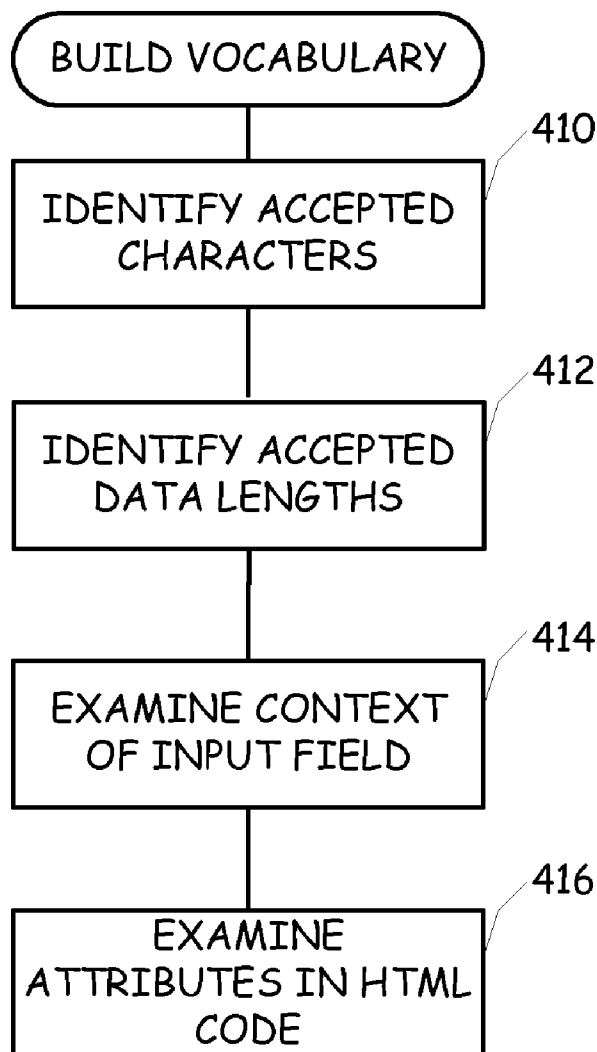 BUILD VOCABULARY
410
IDENTIFY ACCEPTED
CHARACTERS
412
IDENTIFY ACCEPTED
DATA LENGTHS
414
EXAMINE CONTEXT
OF INPUT FIELD
416
EXAMINE
ATTRIBUTES IN HTML
CODE